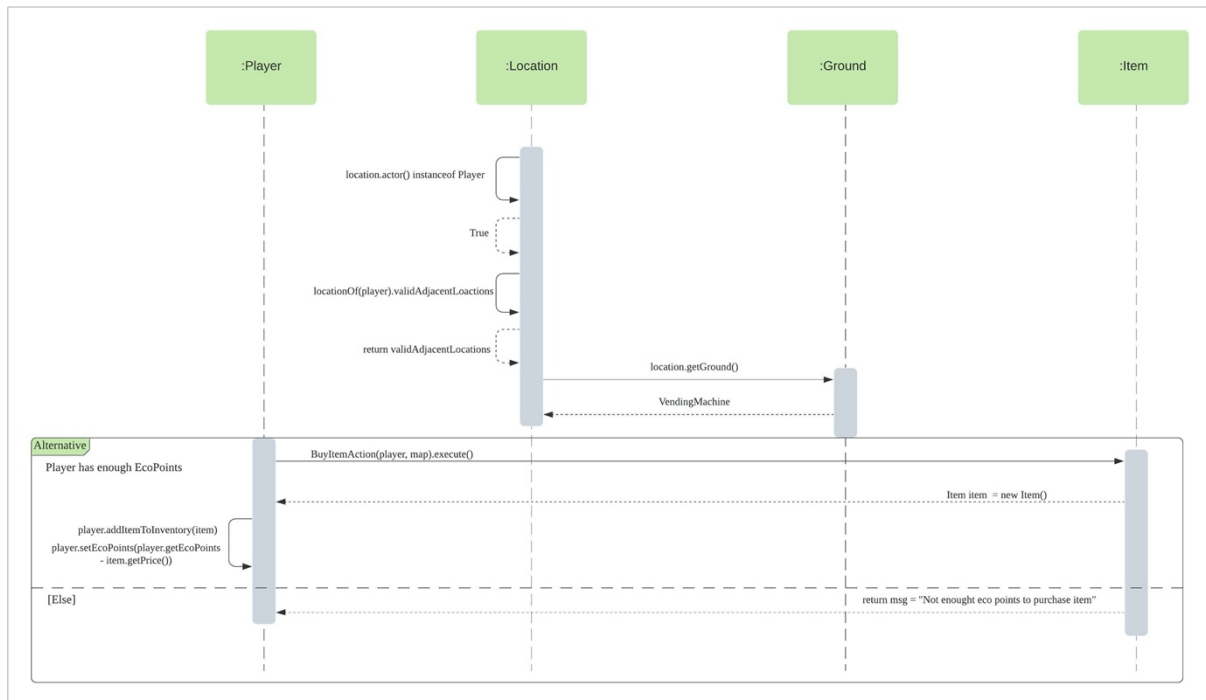 :Player
:Location
:Ground
:Item
location.actor() instanceof Player
True
locationOf(player).validAdjacentLoactions
return validAdjacentLocations
location.getGround()
VendingMachine
Alternative
Player has enough EcoPoints
BuyItemAction(player, map).execute()
Item item = new Item()
player.addItemToInventory(item)
player.setEcoPoints(player.getEcoPoints
- item.getPrice())
[Else]
return msg = "Not enought eco points to purchase item"